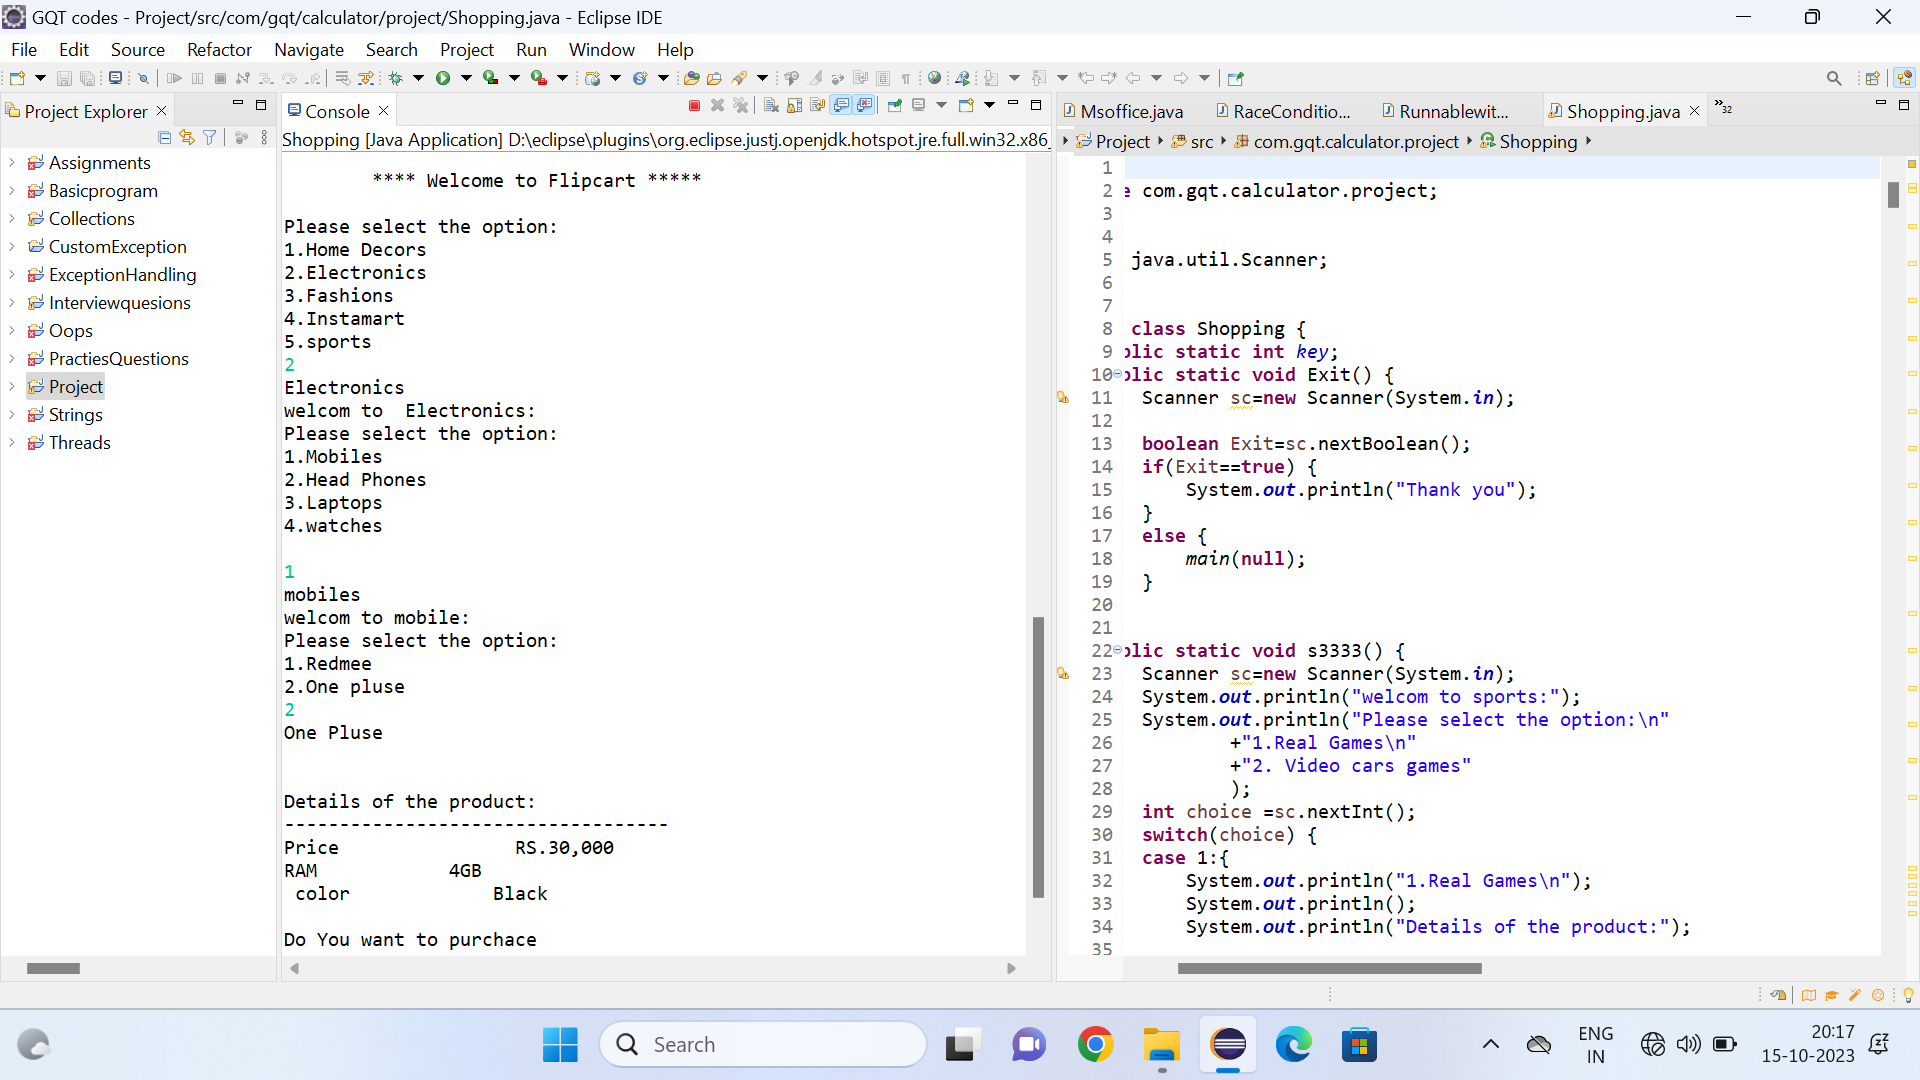 GQT codes - Project/src/com/gqt/calculator/project/Shopping.java - Eclipse IDE
File Edit Source Refactor Navigate Search Project Run Window Help
Project Explorer
Assignments
Basicprogram
Collections
CustomException
ExceptionHandling
Interviewquesions
Oops
PractiesQuestions
Project
Strings
Threads
Console
Shopping [Java Application] D:\eclipse\plugins\org.eclipse.justj.openjdk.hotspot.jre.full.win32.x86_
**** Welcome to Flipcart *****
Please select the option:
1.Home Decors
2.Electronics
3.Fashions
4.Instamart
5.sports
2
Electronics
welcom to  Electronics:
Please select the option:
1.Mobiles
2.Head Phones
3.Laptops
4.watches
1
mobiles
welcom to mobile:
Please select the option:
1.Redmee
2.One pluse
2
One Pluse
Details of the product:
-----------------------------------
Price RS.30,000
RAM 4GB
color Black
Do You want to purchace
Msoffice.java RaceConditio... Runnablewit... Shopping.java »32
Project src com.gqt.calculator.project Shopping
1
2 e com.gqt.calculator.project;
3
4
5 java.util.Scanner;
6
7
8 class Shopping {
9 blic static int key;
10 blic static void Exit() {
11 Scanner sc=new Scanner(System.in);
12
13 boolean Exit=sc.nextBoolean();
14 if(Exit==true) {
15 System.out.println("Thank you");
16 }
17 else {
18 main(null);
19 }
20
21
22 blic static void s3333() {
23 Scanner sc=new Scanner(System.in);
24 System.out.println("welcom to sports:");
25 System.out.println("Please select the option:\n"
26 +"1.Real Games\n"
27 +"2. Video cars games"
28 );
29 int choice =sc.nextInt();
30 switch(choice) {
31 case 1:{
32 System.out.println("1.Real Games\n");
33 System.out.println();
34 System.out.println("Details of the product:");
35
Search
ENG
IN
20:17
15-10-2023